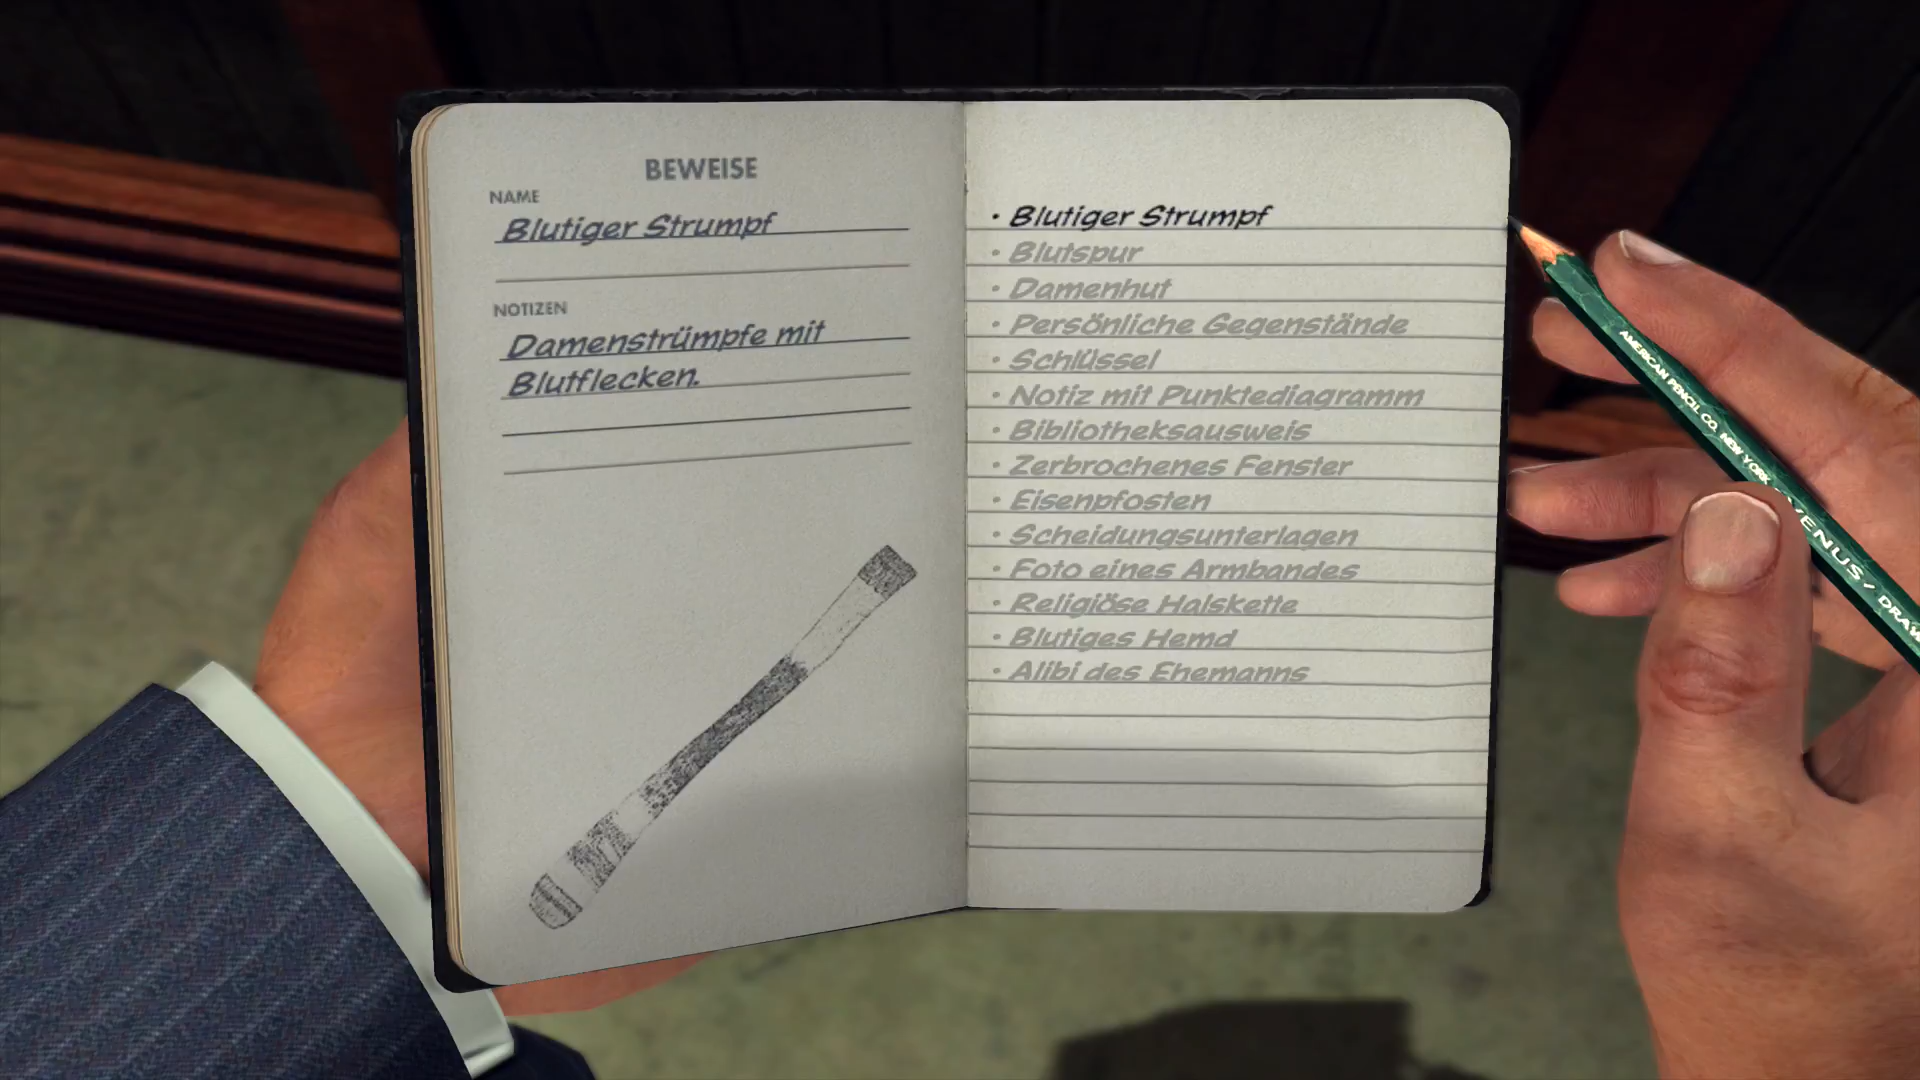 BEWEISE
NAME
Blutiger Strumpf
NOTIZEN
Damenstrümpfe mit
Blutflecken.
• Blutiger Strumpf
• Blutspur
• Damenhut
• Persönliche Gegenstände
• Schlüssel
• Notiz mit Punktediagramm
• Bibliotheksausweis
• Zerbrochenes Fenster
• Eisenpfosten
• Scheidungsunterlagen
• Foto eines Armbandes
• Religiöse Halskette
• Blutiges Hemd
• Alibi des Ehemanns
AMERICAN PENCIL CO. NEW YORK VENUS/ DRAW